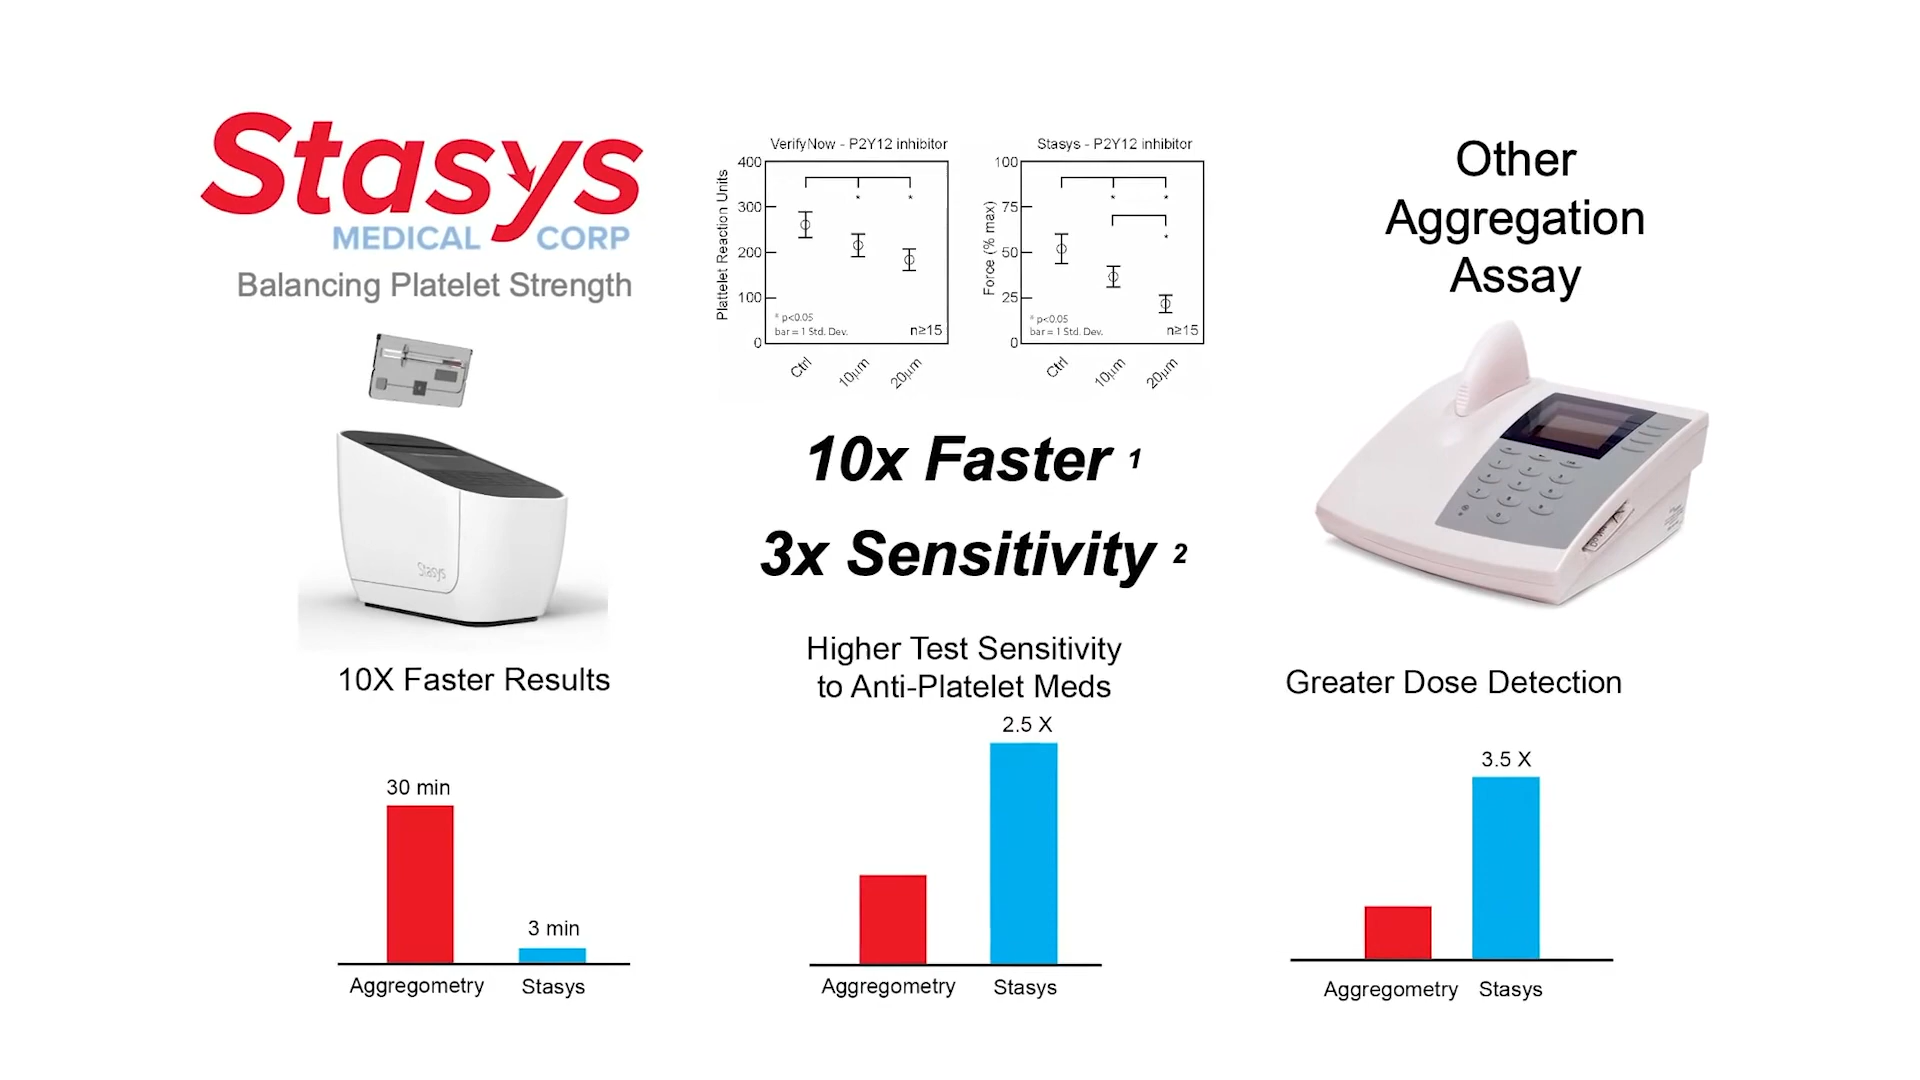 Stasys
MEDICAL CORP
Balancing Platelet Strength
VerifyNow - P2Y12 inhibitor
Plattelet Reaction Units
400
300
200
100
0
* * 
* p<0.05
bar = 1 Std. Dev.
n≥15
Ctrl
10µm
20µm
Stasys - P2Y12 inhibitor
Force (% max)
100
75
50
25
0
* *
*
* p<0.05
bar = 1 Std. Dev.
n≥15
Ctrl
10µm
20µm
Other
Aggregation
Assay
10x Faster 1
3x Sensitivity 2
Stasys
10X Faster Results
30 min
3 min
Aggregometry
Stasys
Higher Test Sensitivity
to Anti-Platelet Meds
2.5 X
Aggregometry
Stasys
Greater Dose Detection
3.5 X
Aggregometry
Stasys